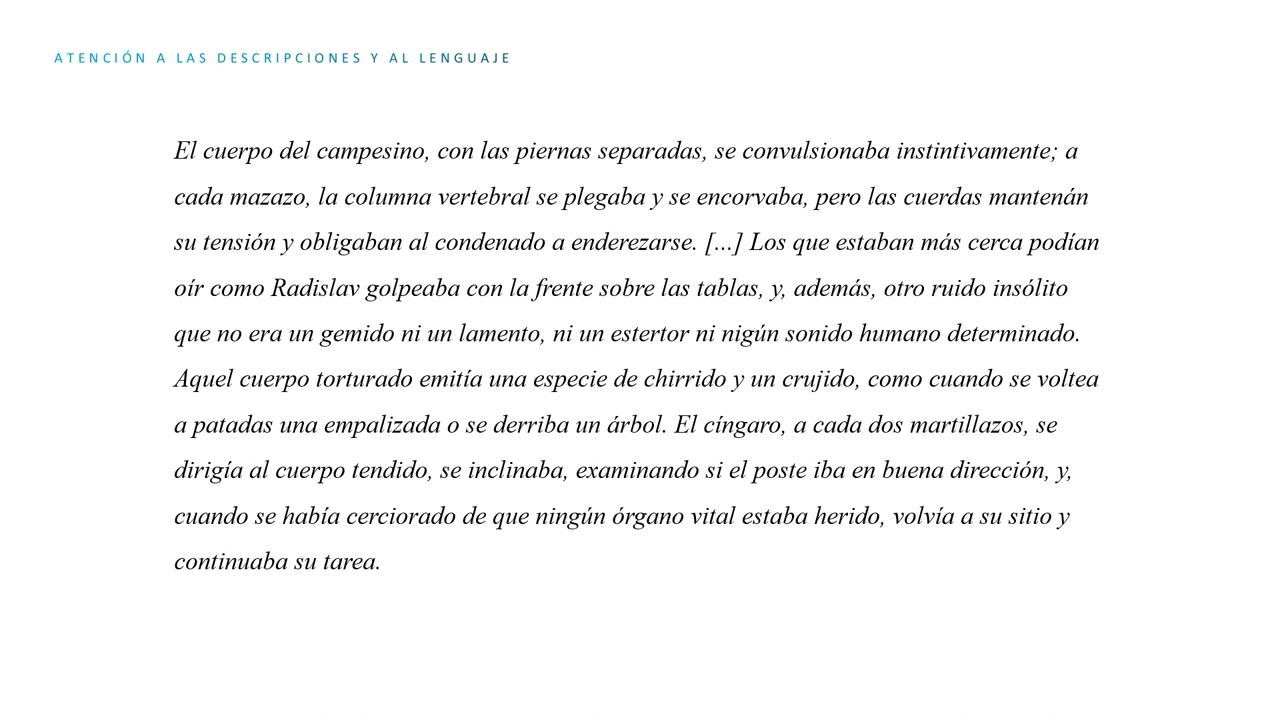 ATENCIÓN A LAS DESCRIPCIONES Y AL LENGUAJE
El cuerpo del campesino, con las piernas separadas, se convulsionaba instintivamente; a
cada mazazo, la columna vertebral se plegaba y se encorvaba, pero las cuerdas mantenán
su tensión y obligaban al condenado a enderezarse. [...] Los que estaban más cerca podían
oír como Radislav golpeaba con la frente sobre las tablas, y, además, otro ruido insólito
que no era un gemido ni un lamento, ni un estertor ni nigún sonido humano determinado.
Aquel cuerpo torturado emitía una especie de chirrido y un crujido, como cuando se voltea
a patadas una empalizada o se derriba un árbol. El cíngaro, a cada dos martillazos, se
dirigía al cuerpo tendido, se inclinaba, examinando si el poste iba en buena dirección, y,
cuando se había cerciorado de que ningún órgano vital estaba herido, volvía a su sitio y
continuaba su tarea.